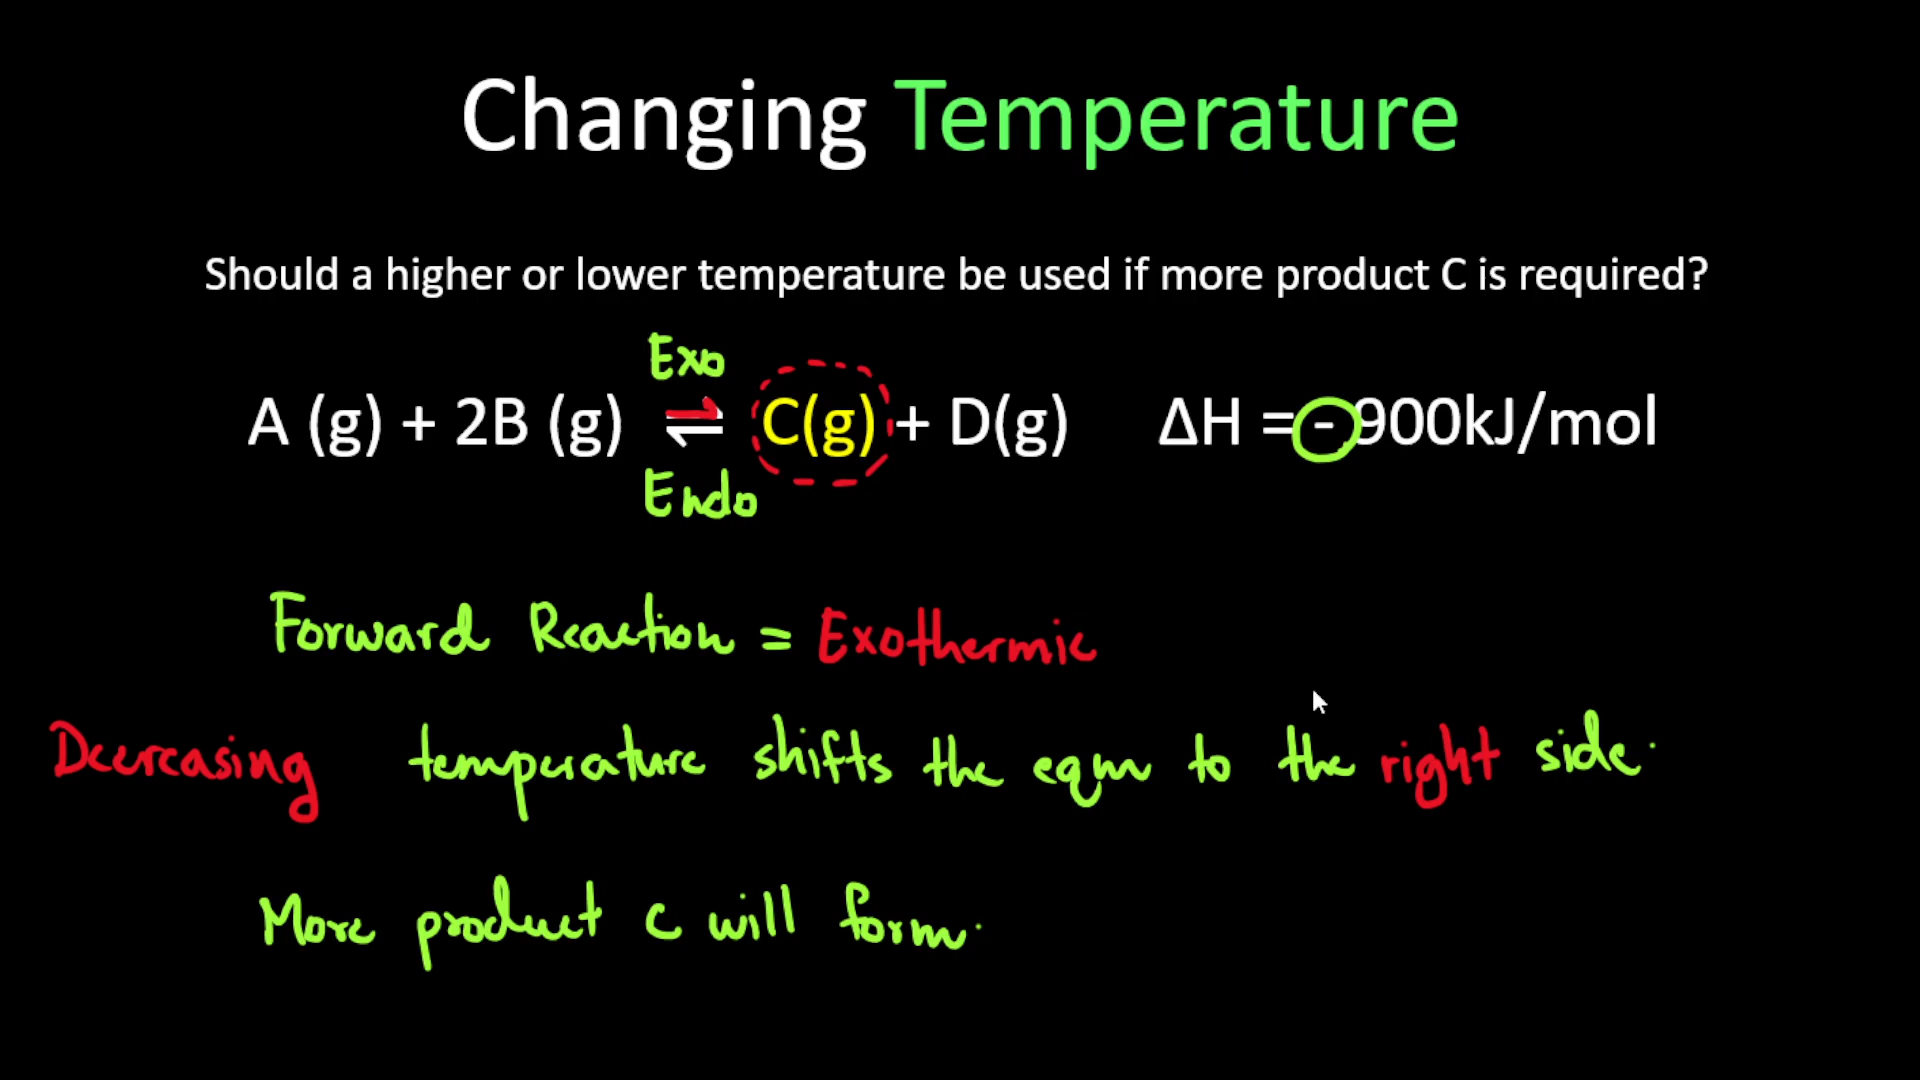 Changing Temperature
Should a higher or lower temperature be used if more product C is required?
Exo
A (g) + 2B (g) ⇌ C(g) + D(g) ΔH = - 900kJ/mol
Endo
Forward Reaction = Exothermic
Decreasing temperature shifts the eqm to the right side.
More product C will form.